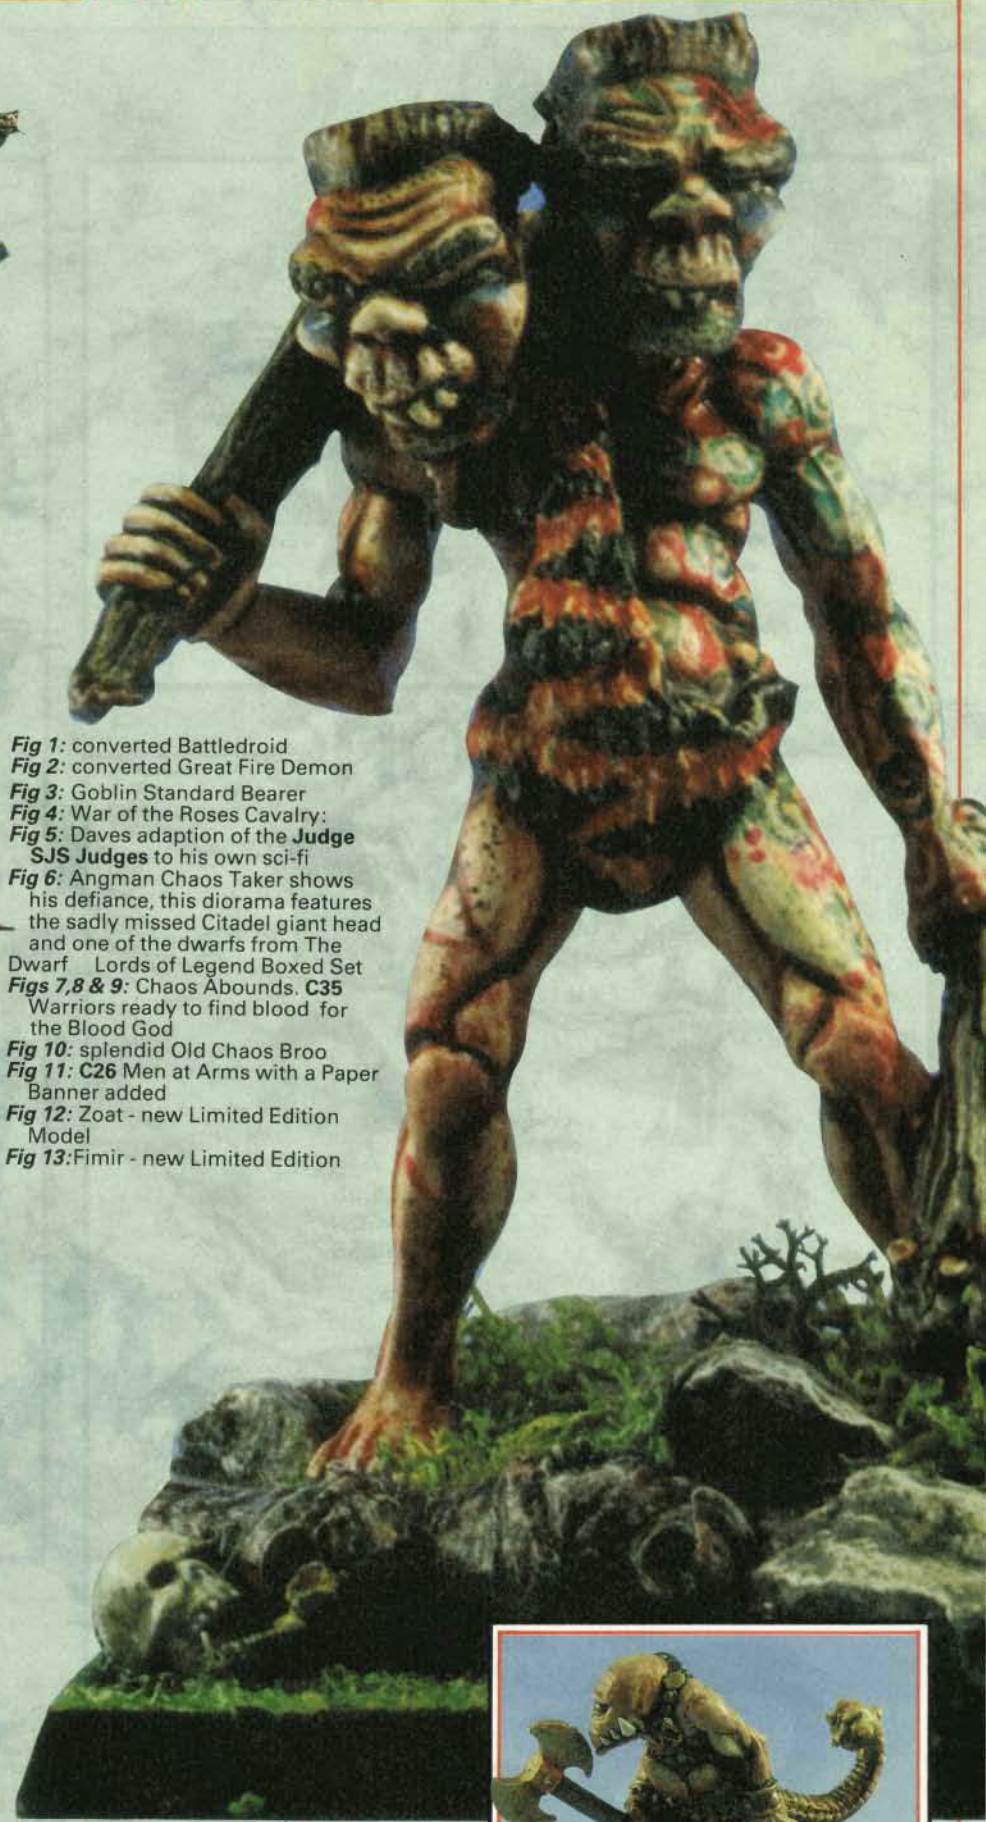 Fig 1: converted Battledroid
Fig 2: converted Great Fire Demon
Fig 3: Goblin Standard Bearer
Fig 4: War of the Roses Cavalry:
Fig 5: Daves adaption of the Judge
SJS Judges to his own sci-fi
Fig 6: Angman Chaos Taker shows
his defiance, this diorama features
the sadly missed Citadel giant head
and one of the dwarfs from The
Dwarf Lords of Legend Boxed Set
Figs 7,8 & 9: Chaos Abounds. C35
Warriors ready to find blood for
the Blood God
Fig 10: splendid Old Chaos Broo
Fig 11: C26 Men at Arms with a Paper
Banner added
Fig 12: Zoat - new Limited Edition
Model
Fig 13:Fimir - new Limited Edition